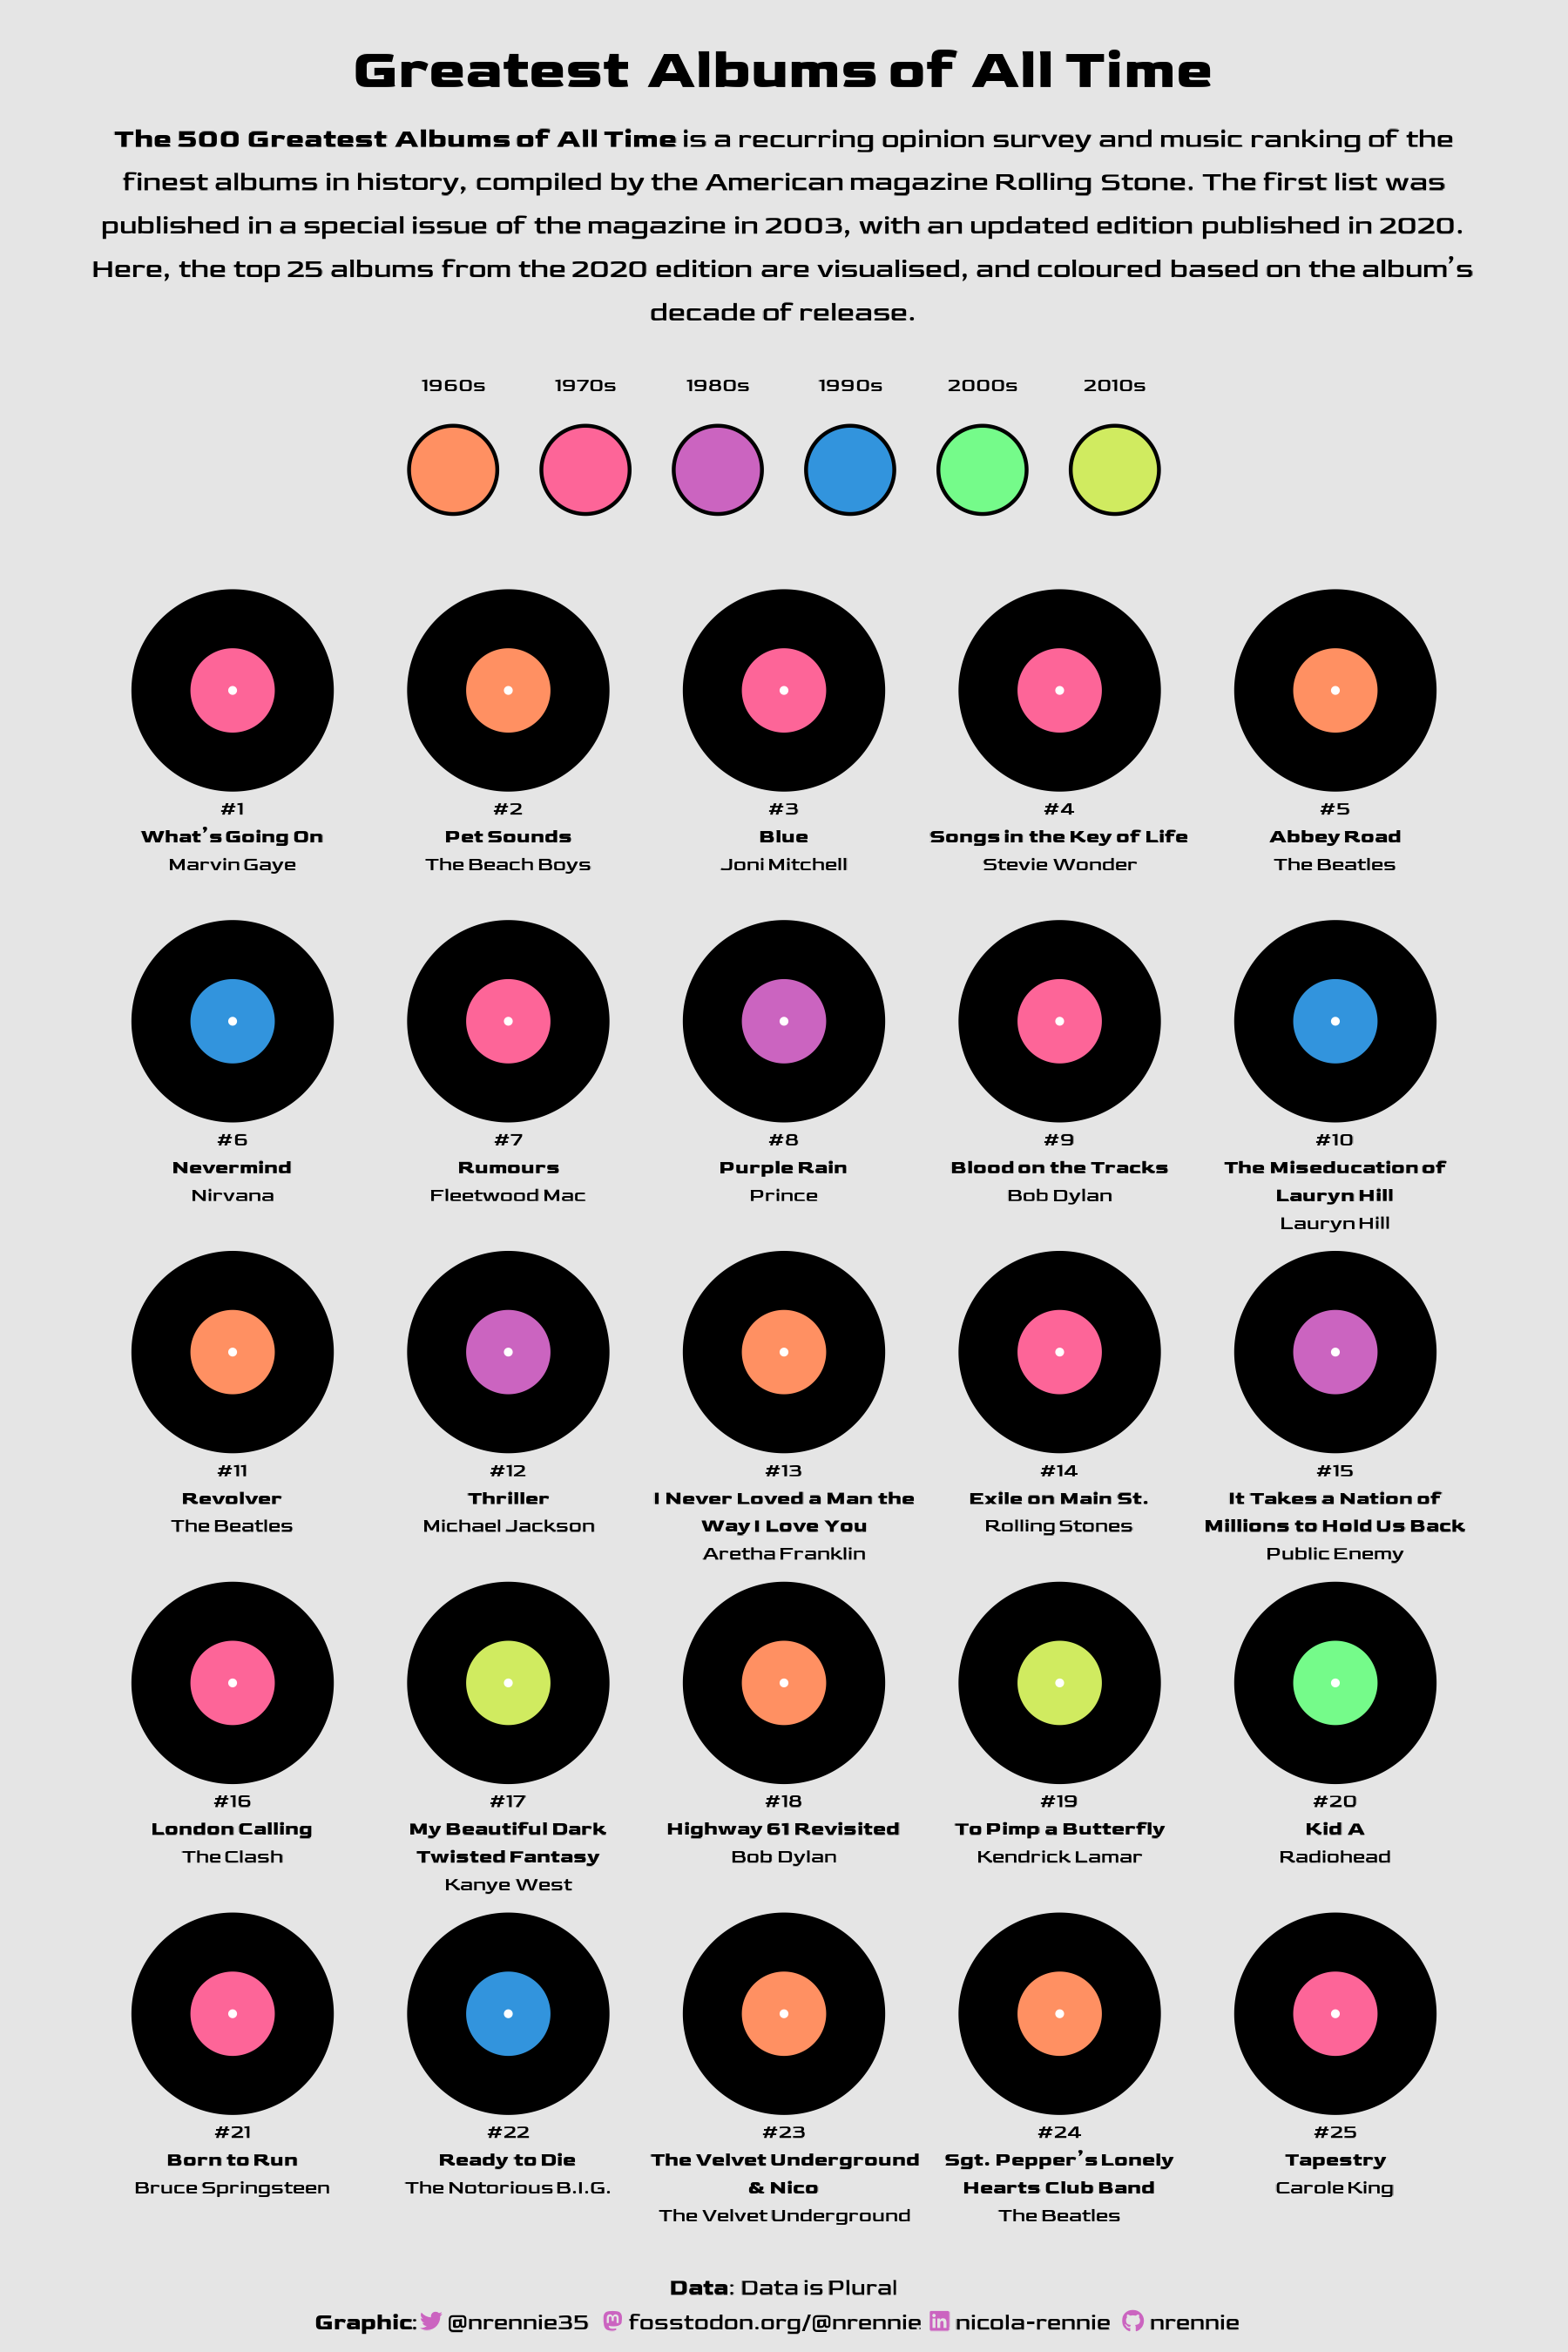 Greatest Albums of All Time
The 500 Greatest Albums of All Time is a recurring opinion survey and music ranking of the
finest albums in history, compiled by the American magazine Rolling Stone. The first list was
published in a special issue of the magazine in 2003, with an updated edition published in 2020.
Here, the top 25 albums from the 2020 edition are visualised, and coloured based on the album's
decade of release.
1960s 1970s 1980s 1990s 2000s 2010s
#1
What's Going On
Marvin Gaye
#2
Pet Sounds
The Beach Boys
#3
Blue
Joni Mitchell
#4
Songs in the Key of Life
Stevie Wonder
#5
Abbey Road
The Beatles
#6
Nevermind
Nirvana
#7
Rumours
Fleetwood Mac
#8
Purple Rain
Prince
#9
Blood on the Tracks
Bob Dylan
#10
The Miseducation of
Lauryn Hill
Lauryn Hill
#11
Revolver
The Beatles
#12
Thriller
Michael Jackson
#13
I Never Loved a Man the
Way I Love You
Aretha Franklin
#14
Exile on Main St.
Rolling Stones
#15
It Takes a Nation of
Millions to Hold Us Back
Public Enemy
#16
London Calling
The Clash
#17
My Beautiful Dark
Twisted Fantasy
Kanye West
#18
Highway 61 Revisited
Bob Dylan
#19
To Pimp a Butterfly
Kendrick Lamar
#20
Kid A
Radiohead
#21
Born to Run
Bruce Springsteen
#22
Ready to Die
The Notorious B.I.G.
#23
The Velvet Underground
& Nico
The Velvet Underground
#24
Sgt. Pepper's Lonely
Hearts Club Band
The Beatles
#25
Tapestry
Carole King
Data: Data is Plural
Graphic: @nrennie35 fosstodon.org/@nrennie nicola-rennie nrennie